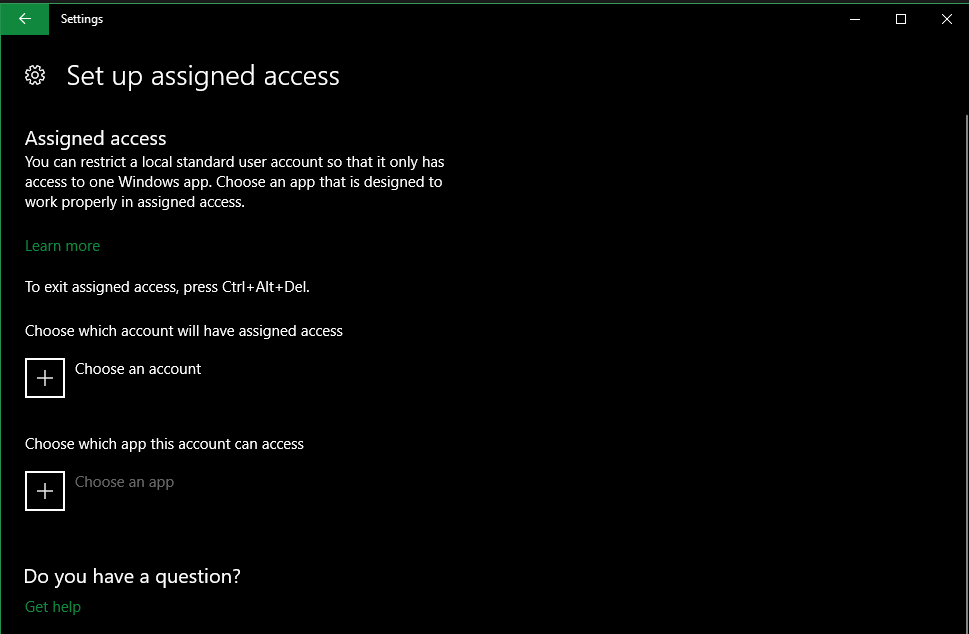 Settings
Set up assigned access
Assigned access
You can restrict a local standard user account so that it only has
access to one Windows app. Choose an app that is designed to
work properly in assigned access.
Learn more
To exit assigned access, press Ctrl+Alt+Del.
Choose which account will have assigned access
Choose an account
Choose which app this account can access
Choose an app
Do you have a question?
Get help